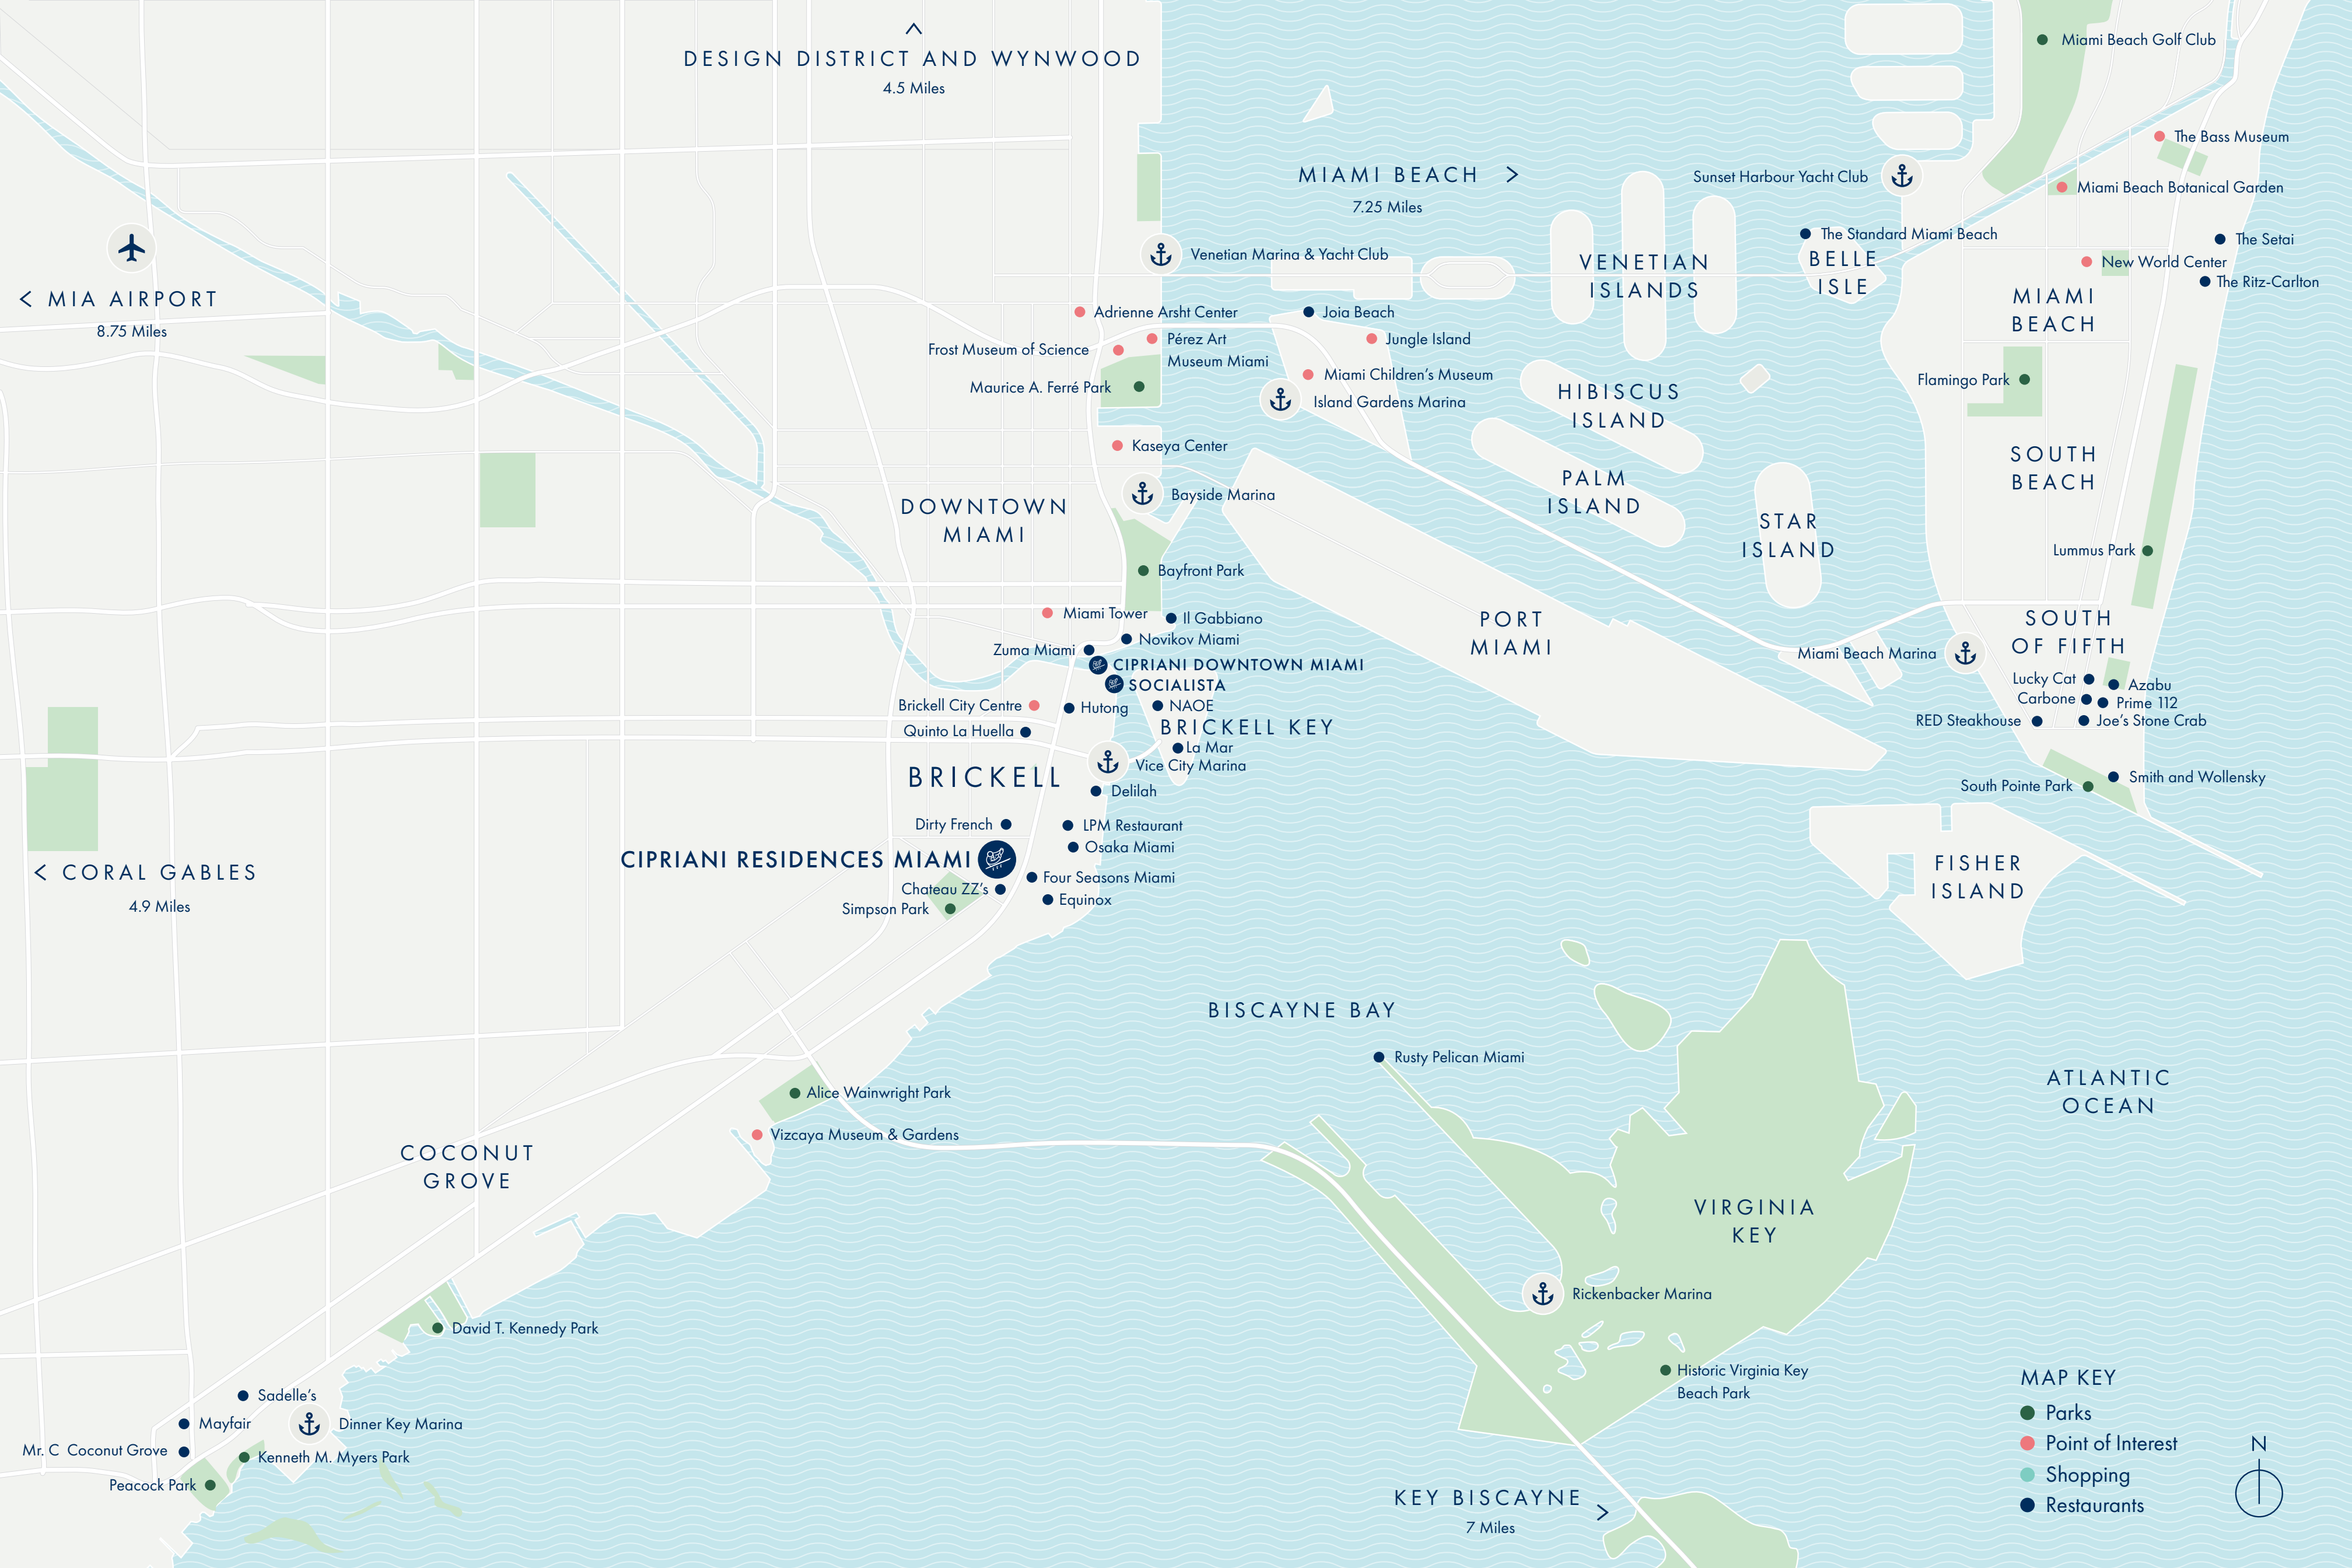 DESIGN DISTRICT AND WYNWOOD
4.5 Miles
MIAMI BEACH
7.25 Miles
MIA AIRPORT
8.75 Miles
CORAL GABLES
4.9 Miles
Miami Beach Golf Club
The Bass Museum
Sunset Harbour Yacht Club
Miami Beach Botanical Garden
The Standard Miami Beach
BELLE
ISLE
The Setai
New World Center
The Ritz-Carlton
MIAMI
BEACH
Venetian Marina & Yacht Club
VENETIAN
ISLANDS
Adrienne Arsht Center
Joia Beach
Frost Museum of Science
Pérez Art
Museum Miami
Jungle Island
Miami Children's Museum
Maurice A. Ferré Park
Island Gardens Marina
HIBISCUS
ISLAND
Flamingo Park
Kaseya Center
SOUTH
BEACH
PALM
ISLAND
Bayside Marina
DOWNTOWN
MIAMI
STAR
ISLAND
Lummus Park
Bayfront Park
Miami Tower
Il Gabbiano
Novikov Miami
Zuma Miami
CIPRIANI DOWNTOWN MIAMI
SOCIALISTA
PORT
MIAMI
SOUTH
OF FIFTH
Miami Beach Marina
Lucky Cat
Azabu
Carbone
Prime 112
RED Steakhouse
Joe's Stone Crab
Brickell City Centre
Hutong
NAOE
Quinto La Huella
BRICKELL KEY
La Mar
Vice City Marina
BRICKELL
Delilah
South Pointe Park
Smith and Wollensky
Dirty French
LPM Restaurant
Osaka Miami
CIPRIANI RESIDENCES MIAMI
Four Seasons Miami
Chateau ZZ's
Equinox
Simpson Park
FISHER
ISLAND
BISCAYNE BAY
Rusty Pelican Miami
ATLANTIC
OCEAN
Alice Wainwright Park
Vizcaya Museum & Gardens
COCONUT
GROVE
VIRGINIA
KEY
Rickenbacker Marina
David T. Kennedy Park
Historic Virginia Key
Beach Park
Sadelle's
Mayfair
Dinner Key Marina
Mr. C Coconut Grove
Kenneth M. Myers Park
Peacock Park
KEY BISCAYNE
7 Miles
MAP KEY
Parks
Point of Interest
Shopping
Restaurants
N